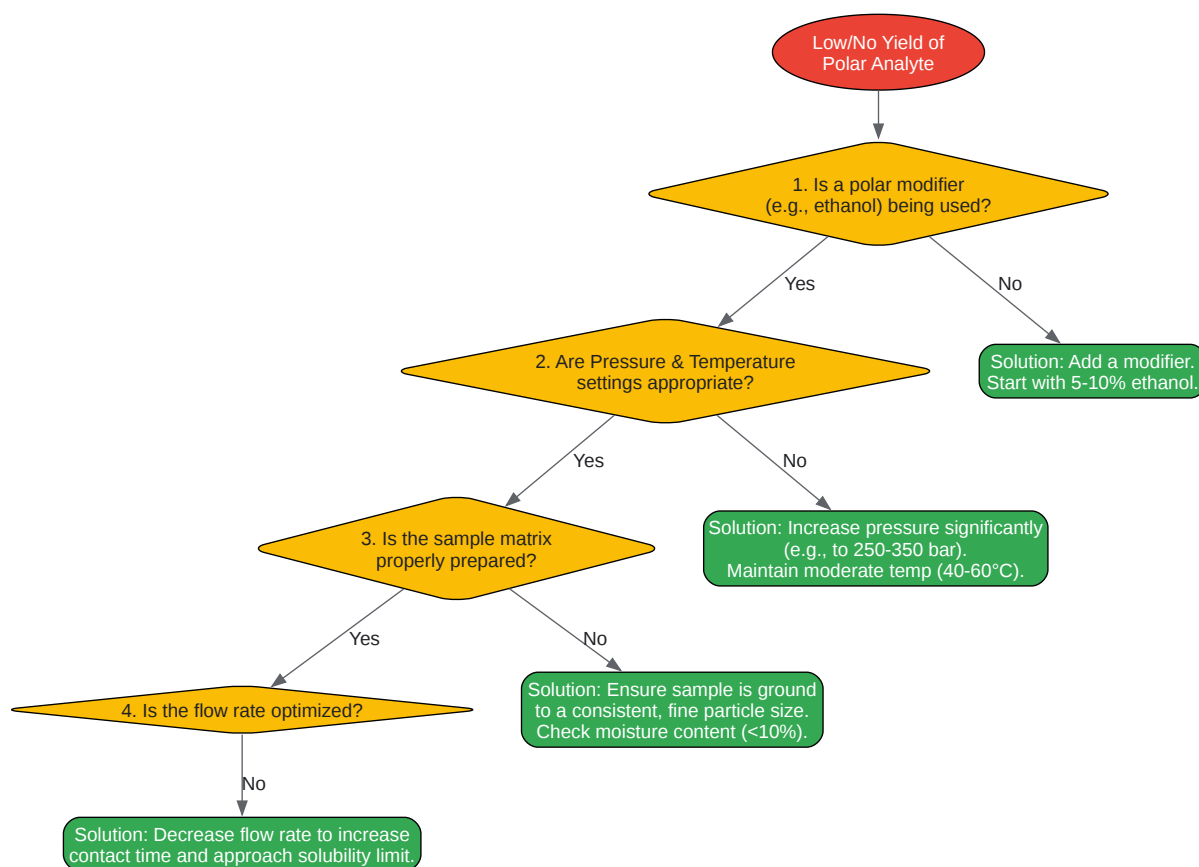 Low/No Yield of
Polar Analyte
1. Is a polar modifier
(e.g., ethanol) being used?
Yes
No
2. Are Pressure & Temperature
settings appropriate?
Solution: Add a modifier.
Start with 5-10% ethanol.
Yes
No
3. Is the sample matrix
properly prepared?
Solution: Increase pressure significantly
(e.g., to 250-350 bar).
Maintain moderate temp (40-60°C).
Yes
No
4. Is the flow rate optimized?
Solution: Ensure sample is ground
to a consistent, fine particle size.
Check moisture content (<10%).
No
Solution: Decrease flow rate to increase
contact time and approach solubility limit.